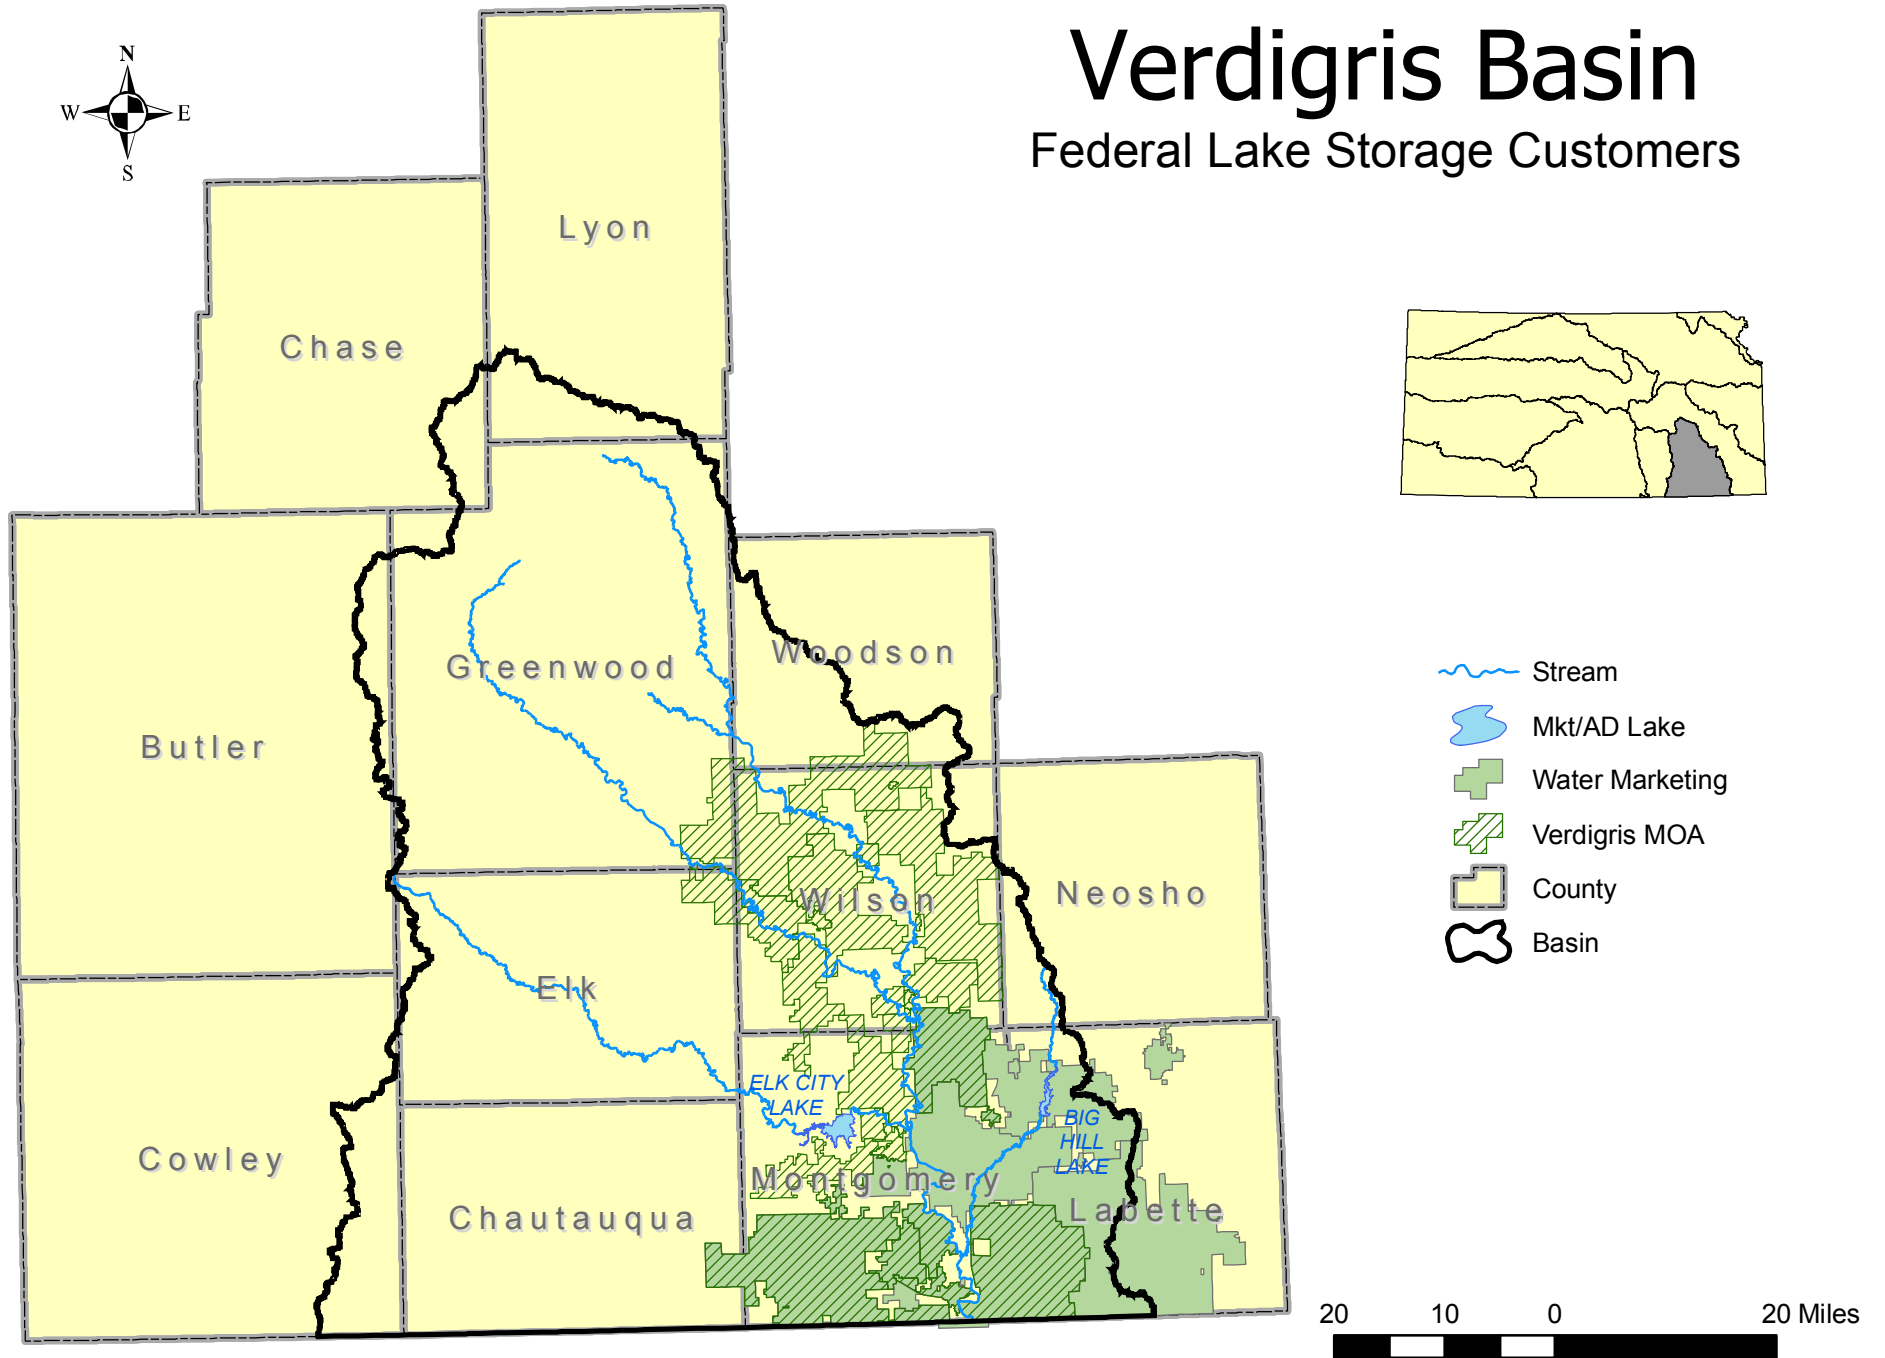 Verdigris Basin
Federal Lake Storage Customers
N
W
E
S
Lyon
Chase
Woodson
Greenwood
Butler
Wilson
Neosho
Elk
ELK CITY
LAKE
BIG
HILL
LAKE
Cowley
Montgomery
Chautauqua
Labette
Stream
Mkt/AD Lake
Water Marketing
Verdigris MOA
County
Basin
20 10 0 20 Miles